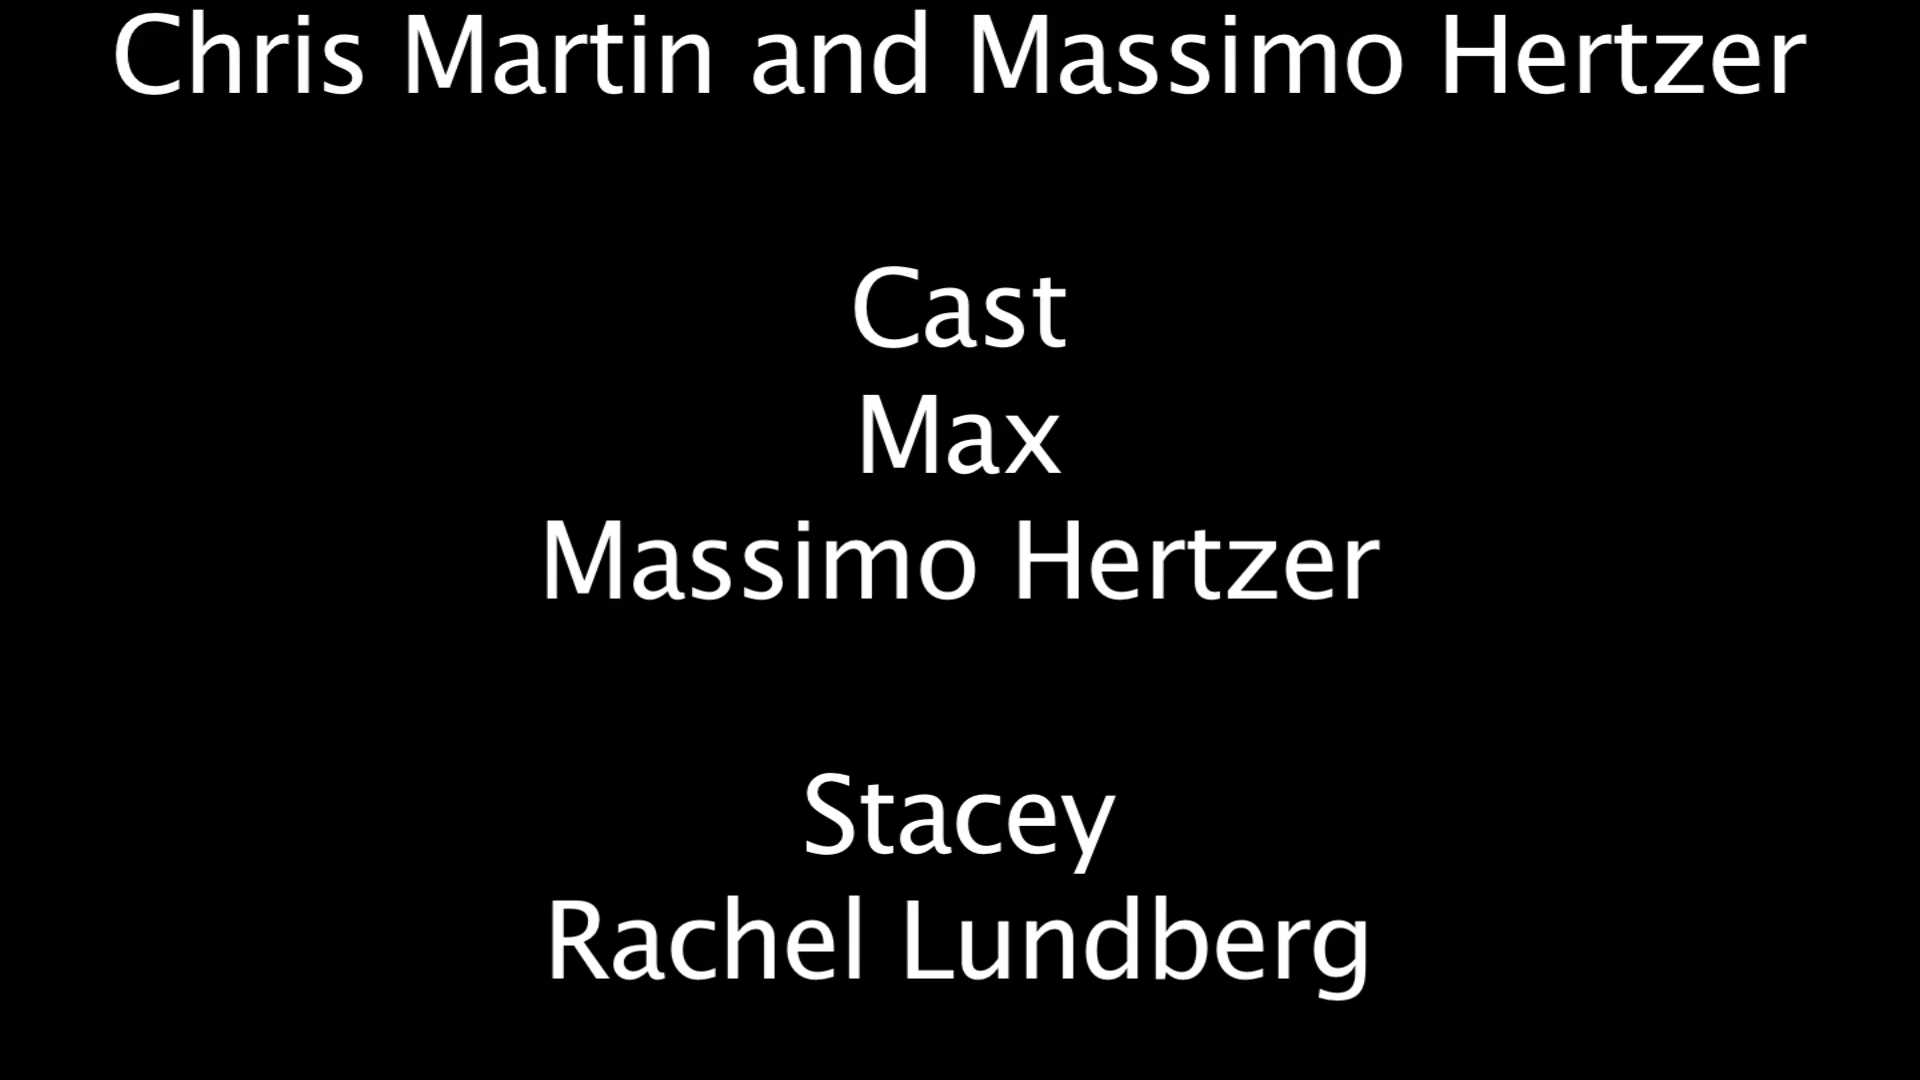 Chris Martin and Massimo Hertzer
Cast
Max
Massimo Hertzer
Stacey
Rachel Lundberg